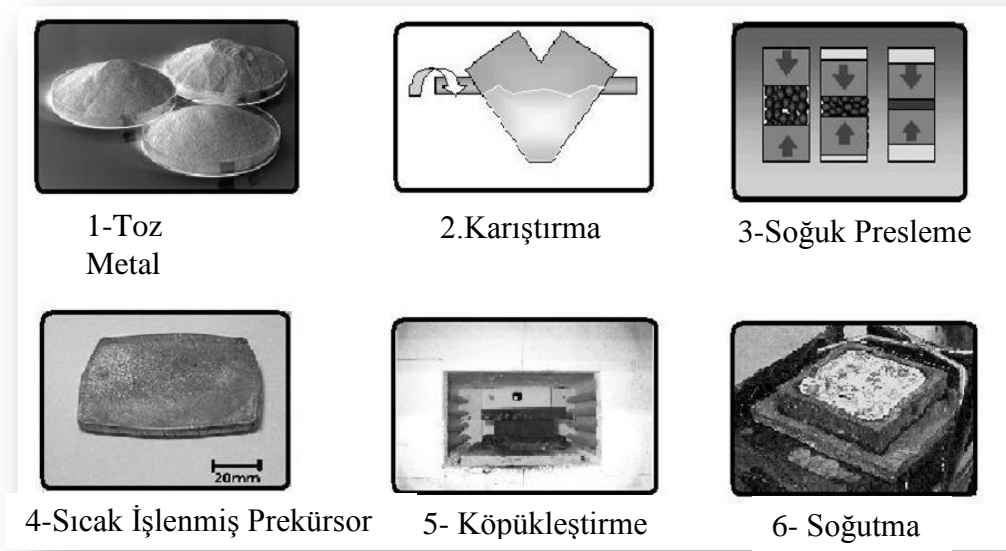 1-Toz
Metal
2.Karıştırma
3-Soğuk Presleme
20mm
4-Sıcak İşlenmiş Prekürsor
5- Köpükleştirme
6- Soğutma